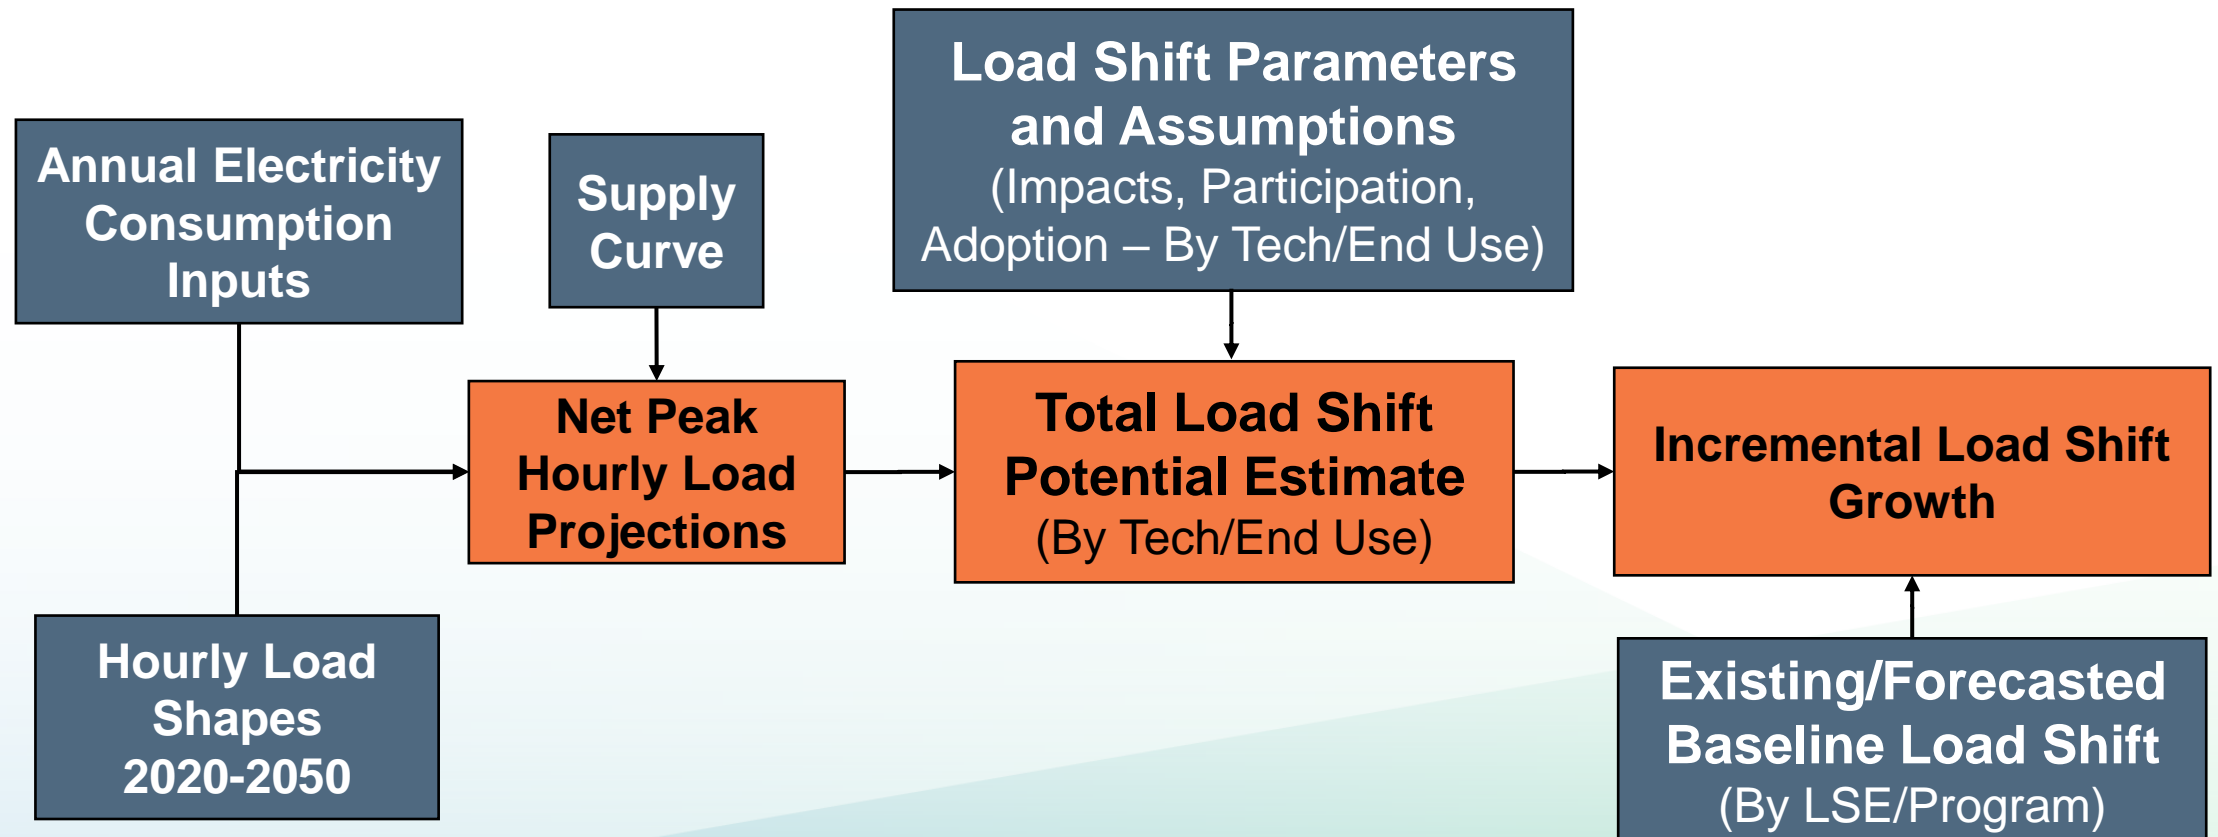 Annual Electricity
Consumption
Inputs
Supply
Curve
Load Shift Parameters
and Assumptions
(Impacts, Participation,
Adoption – By Tech/End Use)
Net Peak
Hourly Load
Projections
Total Load Shift
Potential Estimate
(By Tech/End Use)
Incremental Load Shift
Growth
Hourly Load
Shapes
2020-2050
Existing/Forecasted
Baseline Load Shift
(By LSE/Program)